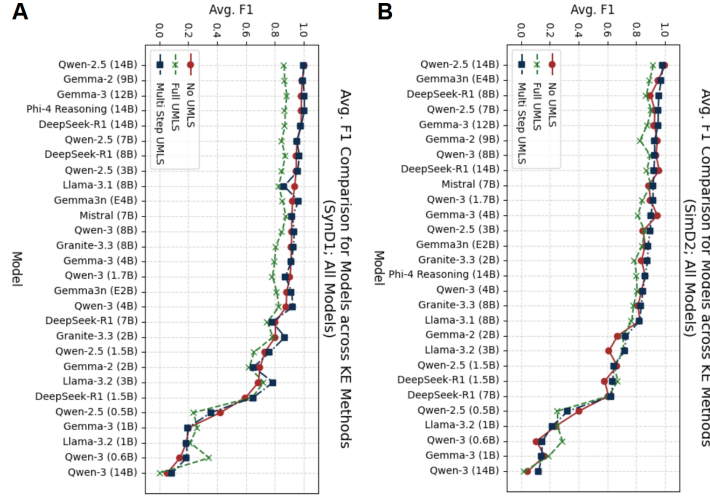 A
Avg. F1
0.0 0.2 0.4 0.6 0.8 1.0
Qwen-2.5 (14B)
Gemma-2 (9B)
Gemma-3 (12B)
Phi-4 Reasoning (14B)
DeepSeek-R1 (14B)
Qwen-2.5 (7B)
DeepSeek-R1 (8B)
Qwen-2.5 (3B)
Llama-3.1 (8B)
Gemma3n (E4B)
Mistral (7B)
Qwen-3 (8B)
Granite-3.3 (8B)
Gemma-3 (4B)
Qwen-3 (1.7B)
Gemma3n (E2B)
Qwen-3 (4B)
DeepSeek-R1 (7B)
Granite-3.3 (2B)
Qwen-2.5 (1.5B)
Gemma-2 (2B)
Llama-3.2 (3B)
DeepSeek-R1 (1.5B)
Qwen-2.5 (0.5B)
Gemma-3 (1B)
Llama-3.2 (1B)
Qwen-3 (0.6B)
Qwen-3 (14B)
Model
No UMLS
Full UMLS
Multi Step UMLS
Avg. F1 Comparison for Models across KE Methods
(SynD1; All Models)
B
Avg. F1
0.0 0.2 0.4 0.6 0.8 1.0
Qwen-2.5 (14B)
Gemma3n (E4B)
DeepSeek-R1 (8B)
Qwen-2.5 (7B)
Gemma-3 (12B)
Gemma-2 (9B)
Qwen-3 (8B)
DeepSeek-R1 (14B)
Mistral (7B)
Qwen-3 (1.7B)
Gemma-3 (4B)
Qwen-2.5 (3B)
Gemma3n (E2B)
Granite-3.3 (2B)
Phi-4 Reasoning (14B)
Qwen-3 (4B)
Granite-3.3 (8B)
Llama-3.1 (8B)
Gemma-2 (2B)
Llama-3.2 (3B)
Qwen-2.5 (1.5B)
DeepSeek-R1 (1.5B)
DeepSeek-R1 (7B)
Qwen-2.5 (0.5B)
Llama-3.2 (1B)
Qwen-3 (0.6B)
Gemma-3 (1B)
Qwen-3 (14B)
Model
No UMLS
Full UMLS
Multi Step UMLS
Avg. F1 Comparison for Models across KE Methods
(SimD2; All Models)